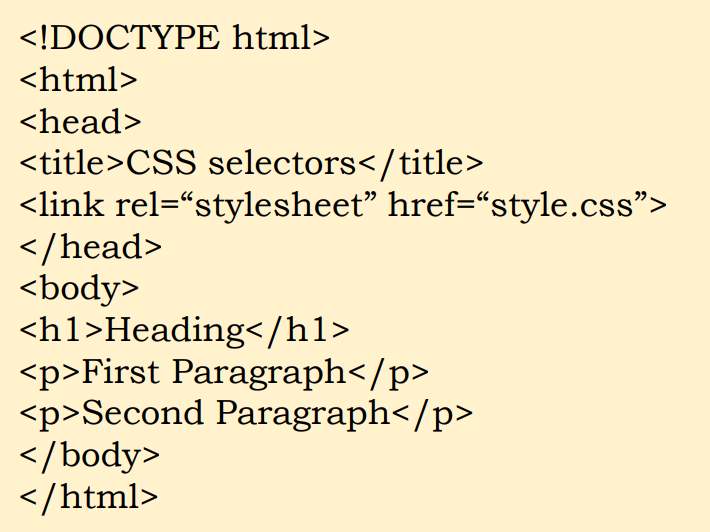 <!DOCTYPE html>
<html>
<head>
<title>CSS selectors</title>
<link rel=“stylesheet” href=“style.css”>
</head>
<body>
<h1>Heading</h1>
<p>First Paragraph</p>
<p>Second Paragraph</p>
</body>
</html>